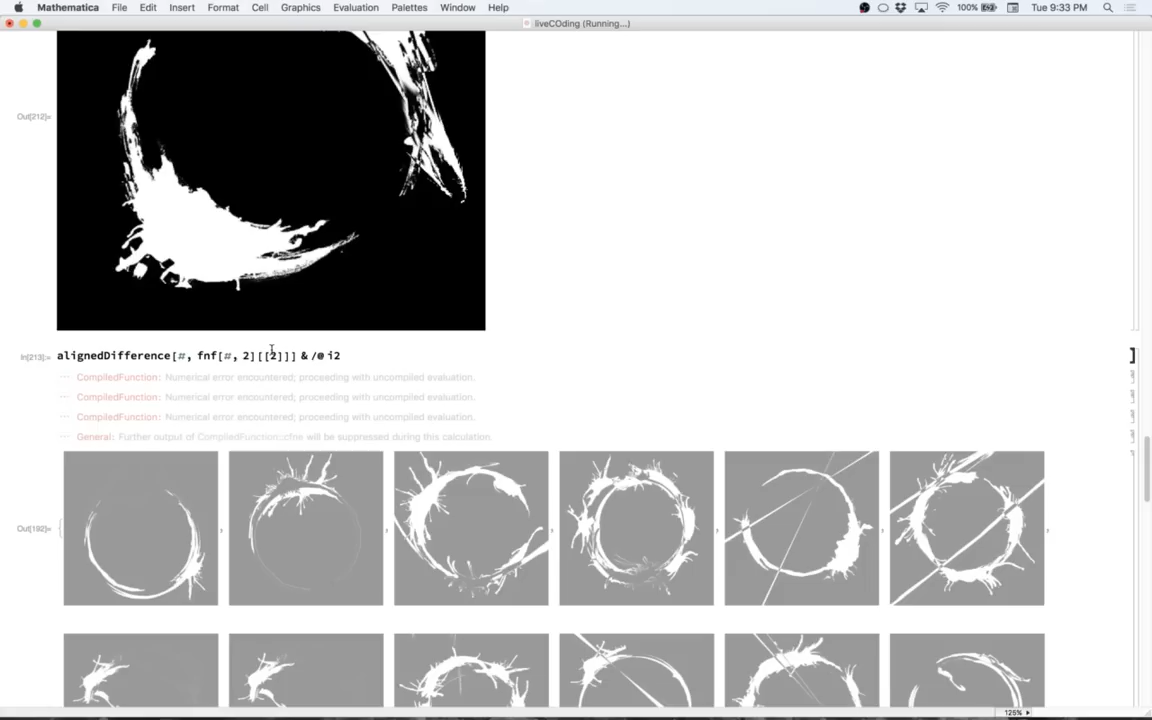 Mathematica File Edit Insert Format Cell Graphics Evaluation Palettes Window Help 100% Tue 9:33 PM
liveCOding (Running...)
Out[212]=
In[213]:= alignedDifference[#, fnf[#, 2][[2]]] & /@ i2
CompiledFunction: Numerical error encountered; proceeding with uncompiled evaluation.
CompiledFunction: Numerical error encountered; proceeding with uncompiled evaluation.
CompiledFunction: Numerical error encountered; proceeding with uncompiled evaluation.
General: Further output of CompiledFunction::cfne will be suppressed during this calculation.
Out[192]= { , , , , , ,
125%